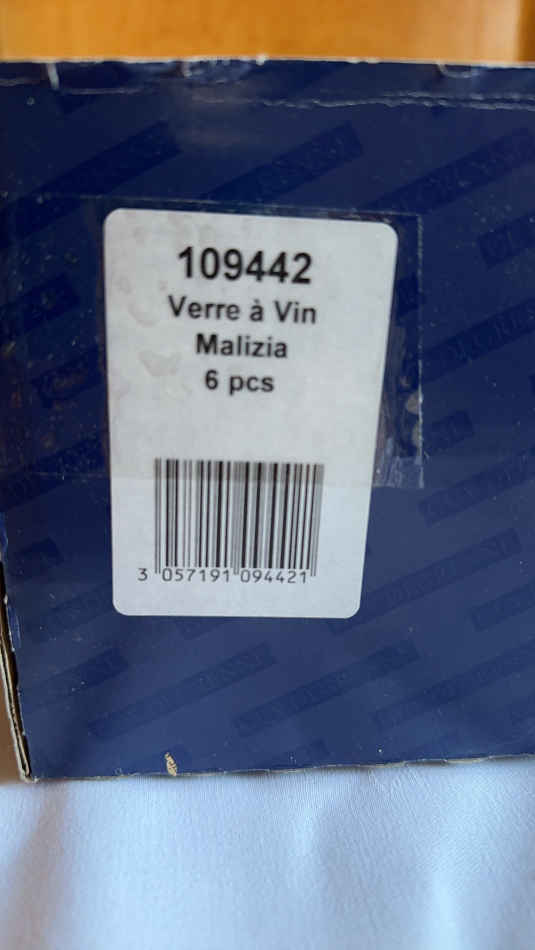 109442
Verre à Vin
Malizia
6 pcs
3 057191 094421